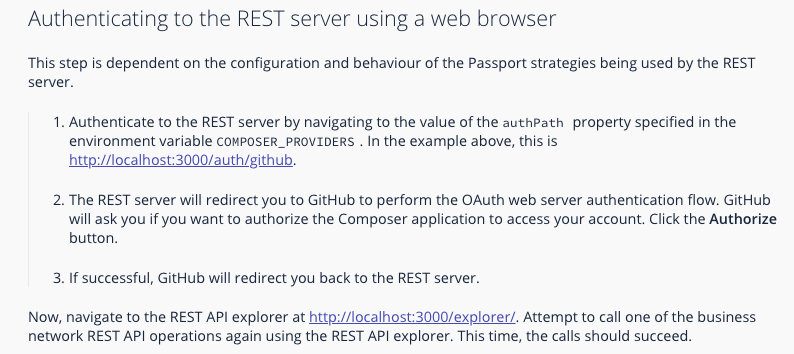 Authenticating to the REST server using a web browser
This step is dependent on the configuration and behaviour of the Passport strategies being used by the REST
server.
1. Authenticate to the REST server by navigating to the value of the authPath property specified in the
environment variable COMPOSER_PROVIDERS . In the example above, this is
http://localhost:3000/auth/github.
2. The REST server will redirect you to GitHub to perform the OAuth web server authentication flow. GitHub
will ask you if you want to authorize the Composer application to access your account. Click the Authorize
button.
3. If successful, GitHub will redirect you back to the REST server.
Now, navigate to the REST API explorer at http://localhost:3000/explorer/. Attempt to call one of the business
network REST API operations again using the REST API explorer. This time, the calls should succeed.